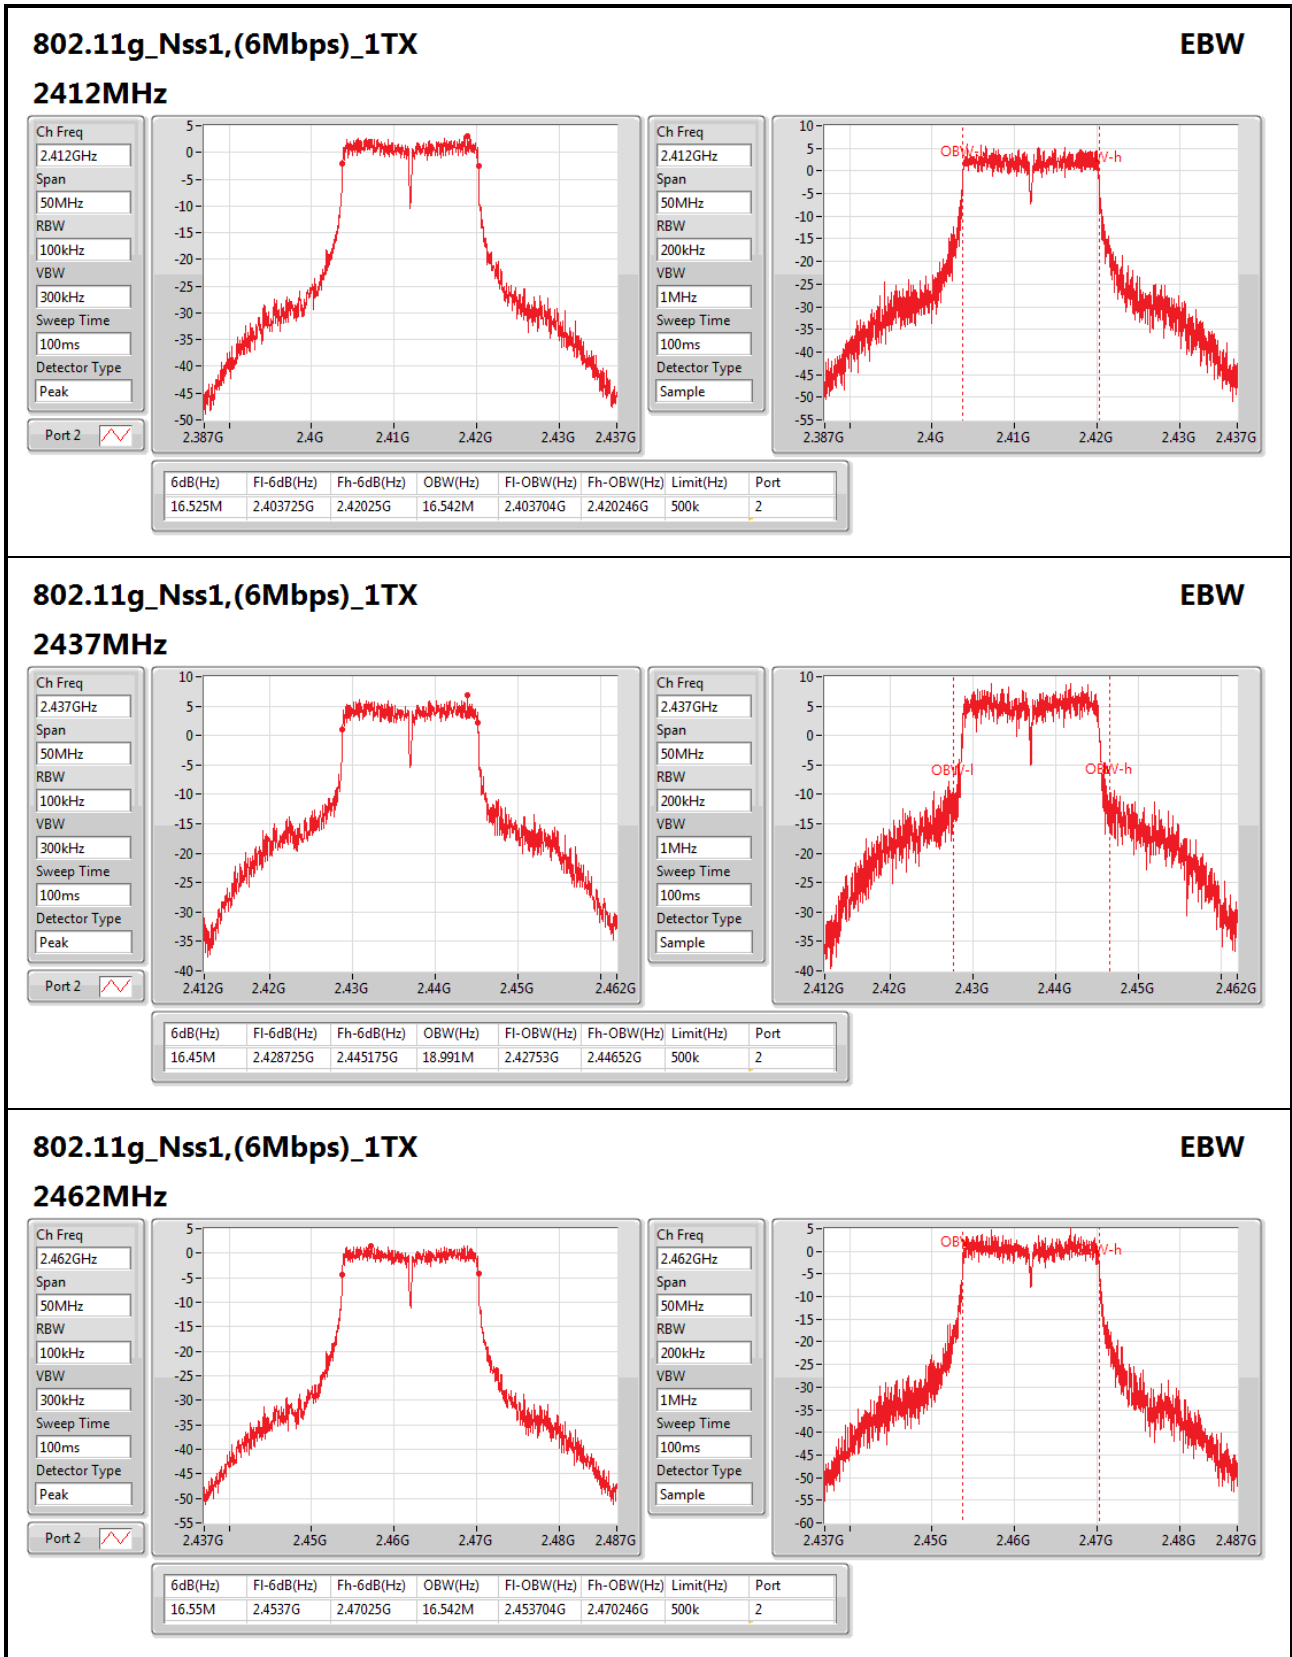 802.11g_Nss1,(6Mbps)_1TX EBW
2412MHz
Ch Freq
2.412GHz
Span
50MHz
RBW
100kHz
VBW
300kHz
Sweep Time
100ms
Detector Type
Peak
Port 2
5
0
-5
-10
-15
-20
-25
-30
-35
-40
-45
-50
2.387G 2.4G 2.41G 2.42G 2.43G 2.437G
Ch Freq
2.412GHz
Span
50MHz
RBW
200kHz
VBW
1MHz
Sweep Time
100ms
Detector Type
Sample
10
5
0
-5
-10
-15
-20
-25
-30
-35
-40
-45
-50
-55
2.387G 2.4G 2.41G 2.42G 2.43G 2.437G
6dB(Hz) Fl-6dB(Hz) Fh-6dB(Hz) OBW(Hz) Fl-OBW(Hz) Fh-OBW(Hz) Limit(Hz) Port
16.525M 2.403725G 2.42025G 16.542M 2.403704G 2.420246G 500k 2
802.11g_Nss1,(6Mbps)_1TX EBW
2437MHz
Ch Freq
2.437GHz
Span
50MHz
RBW
100kHz
VBW
300kHz
Sweep Time
100ms
Detector Type
Peak
Port 2
10
5
0
-5
-10
-15
-20
-25
-30
-35
-40
2.412G 2.42G 2.43G 2.44G 2.45G 2.462G
Ch Freq
2.437GHz
Span
50MHz
RBW
200kHz
VBW
1MHz
Sweep Time
100ms
Detector Type
Sample
10
5
0
-5
-10
-15
-20
-25
-30
-35
-40
OBW-l OBW-h
2.412G 2.42G 2.43G 2.44G 2.45G 2.462G
6dB(Hz) Fl-6dB(Hz) Fh-6dB(Hz) OBW(Hz) Fl-OBW(Hz) Fh-OBW(Hz) Limit(Hz) Port
16.45M 2.428725G 2.445175G 18.991M 2.42753G 2.44652G 500k 2
802.11g_Nss1,(6Mbps)_1TX EBW
2462MHz
Ch Freq
2.462GHz
Span
50MHz
RBW
100kHz
VBW
300kHz
Sweep Time
100ms
Detector Type
Peak
Port 2
5
0
-5
-10
-15
-20
-25
-30
-35
-40
-45
-50
-55
2.437G 2.45G 2.46G 2.47G 2.48G 2.487G
Ch Freq
2.462GHz
Span
50MHz
RBW
200kHz
VBW
1MHz
Sweep Time
100ms
Detector Type
Sample
5
0
-5
-10
-15
-20
-25
-30
-35
-40
-45
-50
-55
-60
2.437G 2.45G 2.46G 2.47G 2.48G 2.487G
6dB(Hz) Fl-6dB(Hz) Fh-6dB(Hz) OBW(Hz) Fl-OBW(Hz) Fh-OBW(Hz) Limit(Hz) Port
16.55M 2.4537G 2.47025G 16.542M 2.453704G 2.470246G 500k 2